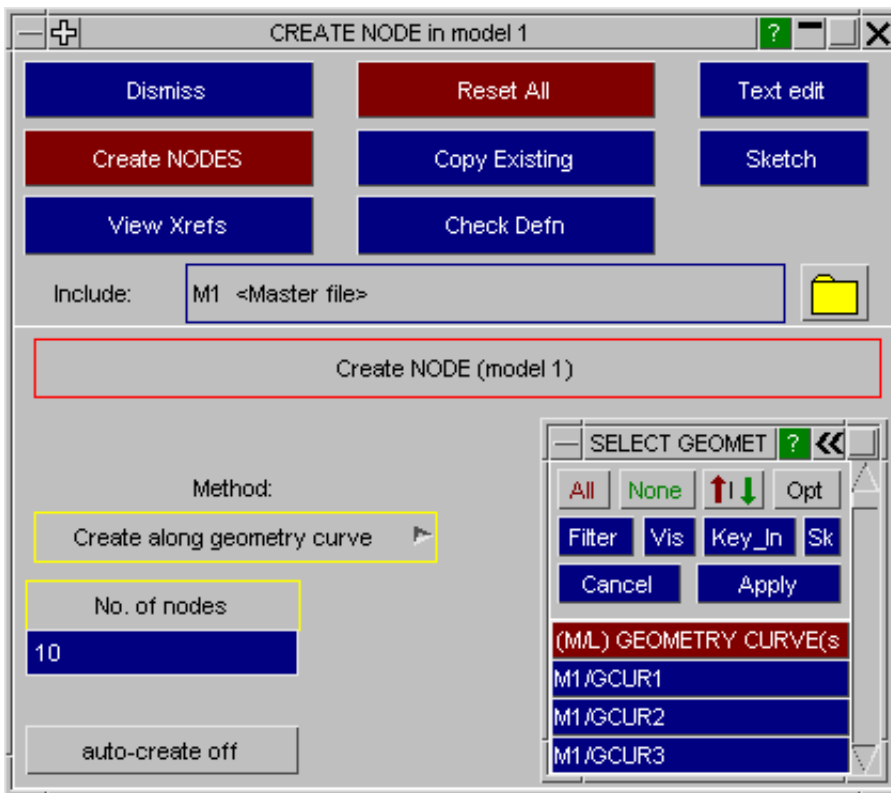 CREATE NODE in model 1 ?
Dismiss Reset All Text edit
Create NODES Copy Existing Sketch
View Xrefs Check Defn
Include: M1 <Master file>
Create NODE (model 1)
Method:
Create along geometry curve
No. of nodes
10
auto-create off
SELECT GEOMET ?
All None Opt
Filter Vis Key_In Sk
Cancel Apply
(M/L) GEOMETRY CURVE(s
M1/GCUR1
M1/GCUR2
M1/GCUR3